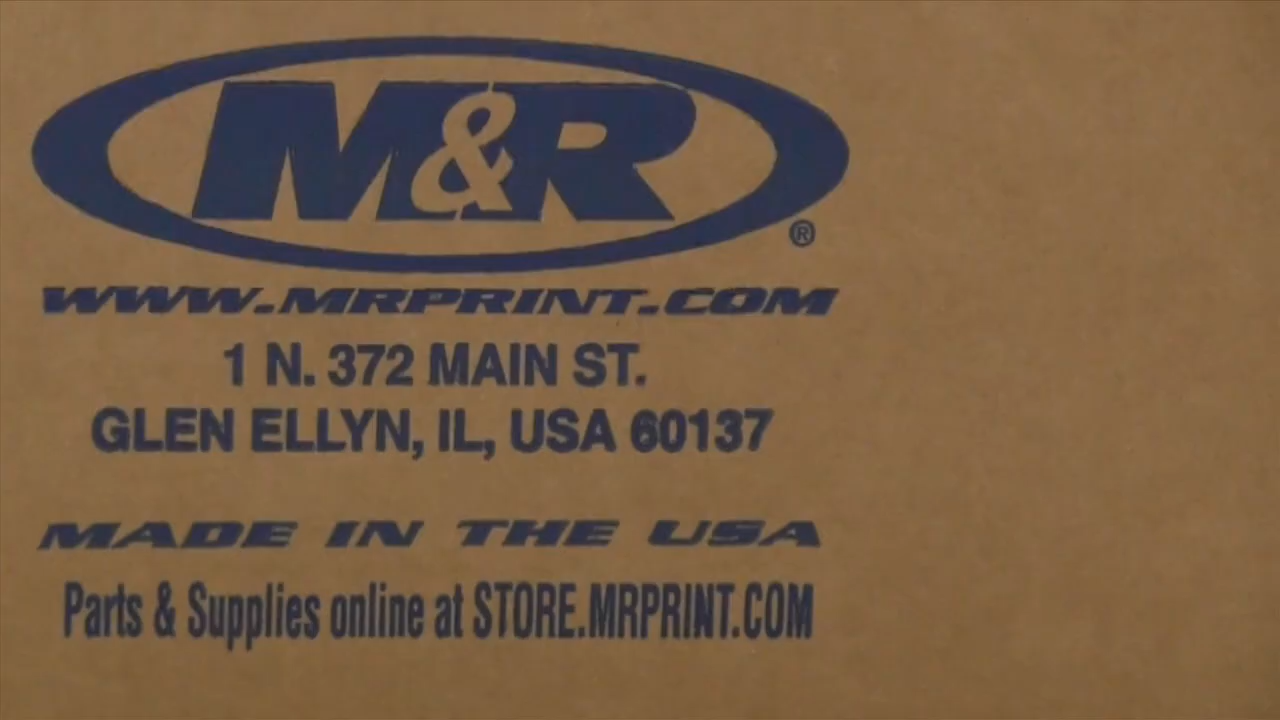 M&R®
WWW.MRPRINT.COM
1 N. 372 MAIN ST.
GLEN ELLYN, IL, USA 60137
MADE IN THE USA
Parts & Supplies online at STORE.MRPRINT.COM